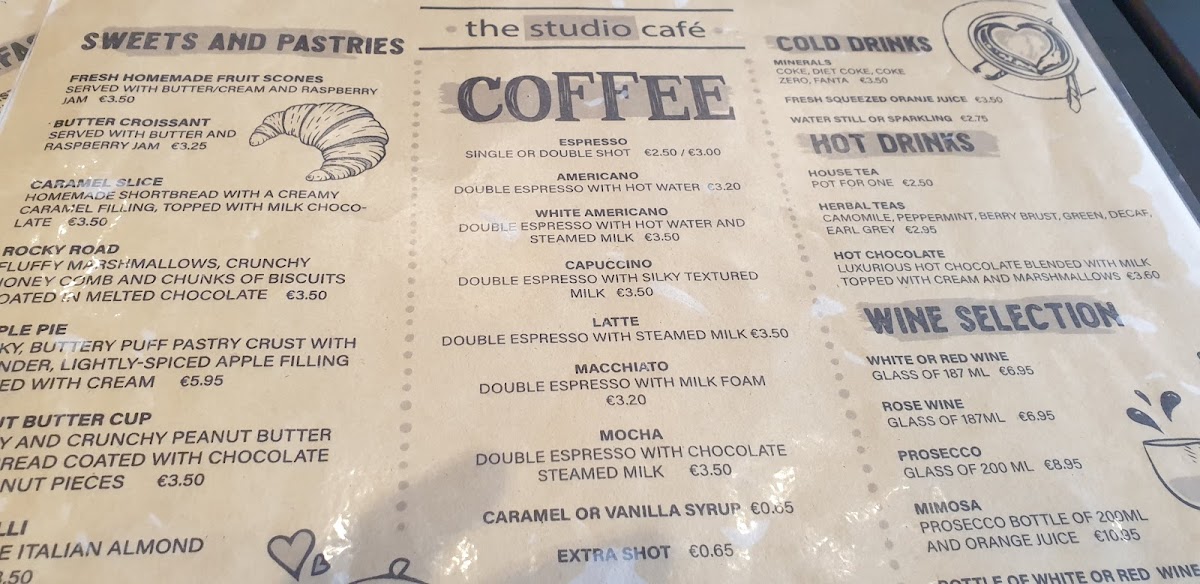 the studio café
SWEETS AND PASTRIES
FRESH HOMEMADE FRUIT SCONES
SERVED WITH BUTTER/CREAM AND RASPBERRY
JAM €3.50
BUTTER CROISSANT
SERVED WITH BUTTER AND
RASPBERRY JAM €3.25
CARAMEL SLICE
HOMEMADE SHORTBREAD WITH A CREAMY
CARAMEL FILLING, TOPPED WITH MILK CHOCO-
LATE €3.50
ROCKY ROAD
FLUFFY MARSHMALLOWS, CRUNCHY
HONEY COMB AND CHUNKS OF BISCUITS
OATED IN MELTED CHOCOLATE €3.50
PLE PIE
KY, BUTTERY PUFF PASTRY CRUST WITH
NDER, LIGHTLY-SPICED APPLE FILLING
ED WITH CREAM €5.95
UT BUTTER CUP
Y AND CRUNCHY PEANUT BUTTER
READ COATED WITH CHOCOLATE
NUT PIECES €3.50
LLI
E ITALIAN ALMOND
3.50
COFFEE
ESPRESSO
SINGLE OR DOUBLE SHOT €2.50 / €3.00
AMERICANO
DOUBLE ESPRESSO WITH HOT WATER €3.20
WHITE AMERICANO
DOUBLE ESPRESSO WITH HOT WATER AND
STEAMED MILK €3.50
CAPUCCINO
DOUBLE ESPRESSO WITH SILKY TEXTURED
MILK €3.50
LATTE
DOUBLE ESPRESSO WITH STEAMED MILK €3.50
MACCHIATO
DOUBLE ESPRESSO WITH MILK FOAM
€3.20
MOCHA
DOUBLE ESPRESSO WITH CHOCOLATE
STEAMED MILK €3.50
CARAMEL OR VANILLA SYRUP €0.65
EXTRA SHOT €0.65
COLD DRINKS
MINERALS
COKE, DIET COKE, COKE
ZERO, FANTA €3.50
FRESH SQUEEZED ORANJE JUICE €3.50
WATER STILL OR SPARKLING €2.75
HOT DRINKS
HOUSE TEA
POT FOR ONE €2.50
HERBAL TEAS
CAMOMILE, PEPPERMINT, BERRY BRUST, GREEN, DECAF,
EARL GREY €2.95
HOT CHOCOLATE
LUXURIOUS HOT CHOCOLATE BLENDED WITH MILK
TOPPED WITH CREAM AND MARSHMALLOWS €3.60
WINE SELECTION
WHITE OR RED WINE
GLASS OF 187 ML €6.95
ROSE WINE
GLASS OF 187ML €6.95
PROSECCO
GLASS OF 200 ML €8.95
MIMOSA
PROSECCO BOTTLE OF 200ML
AND ORANGE JUICE €10.95
BOTTLE OF WHITE OR RED WINE